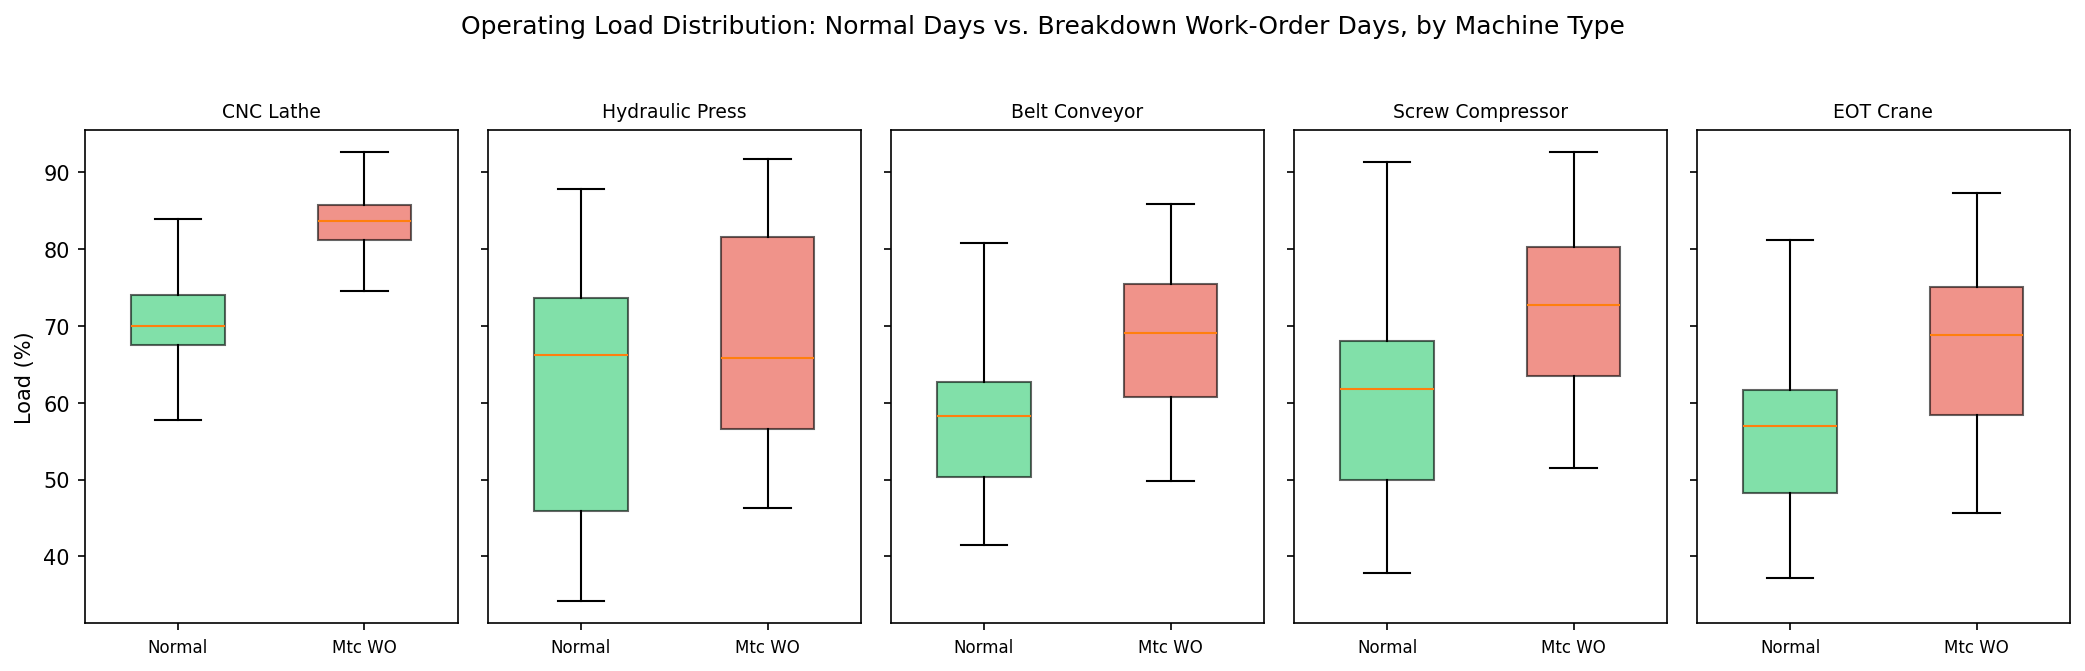 Operating Load Distribution: Normal Days vs. Breakdown Work-Order Days, by Machine Type
CNC Lathe
Hydraulic Press
Belt Conveyor
Screw Compressor
EOT Crane
Load (%)
90
80
70
60
50
40
Normal
Mtc WO
Normal
Mtc WO
Normal
Mtc WO
Normal
Mtc WO
Normal
Mtc WO